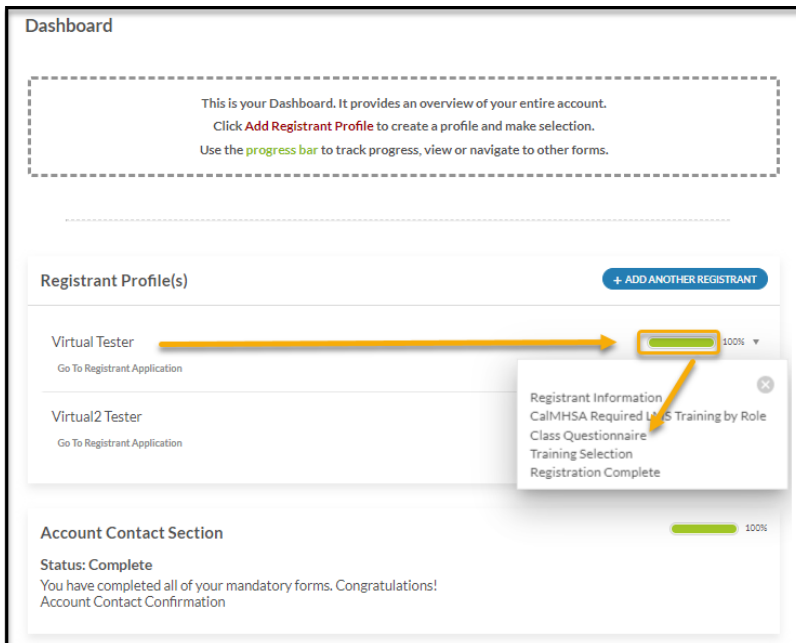 Dashboard
This is your Dashboard. It provides an overview of your entire account.
Click Add Registrant Profile to create a profile and make selection.
Use the progress bar to track progress, view or navigate to other forms.
Registrant Profile(s)
+ ADD ANOTHER REGISTRANT
Virtual Tester
100%
Go To Registrant Application
Registrant Information
CalMHSA Required LMS Training by Role
Class Questionnaire
Training Selection
Registration Complete
Virtual2 Tester
Go To Registrant Application
Account Contact Section
100%
Status: Complete
You have completed all of your mandatory forms. Congratulations!
Account Contact Confirmation